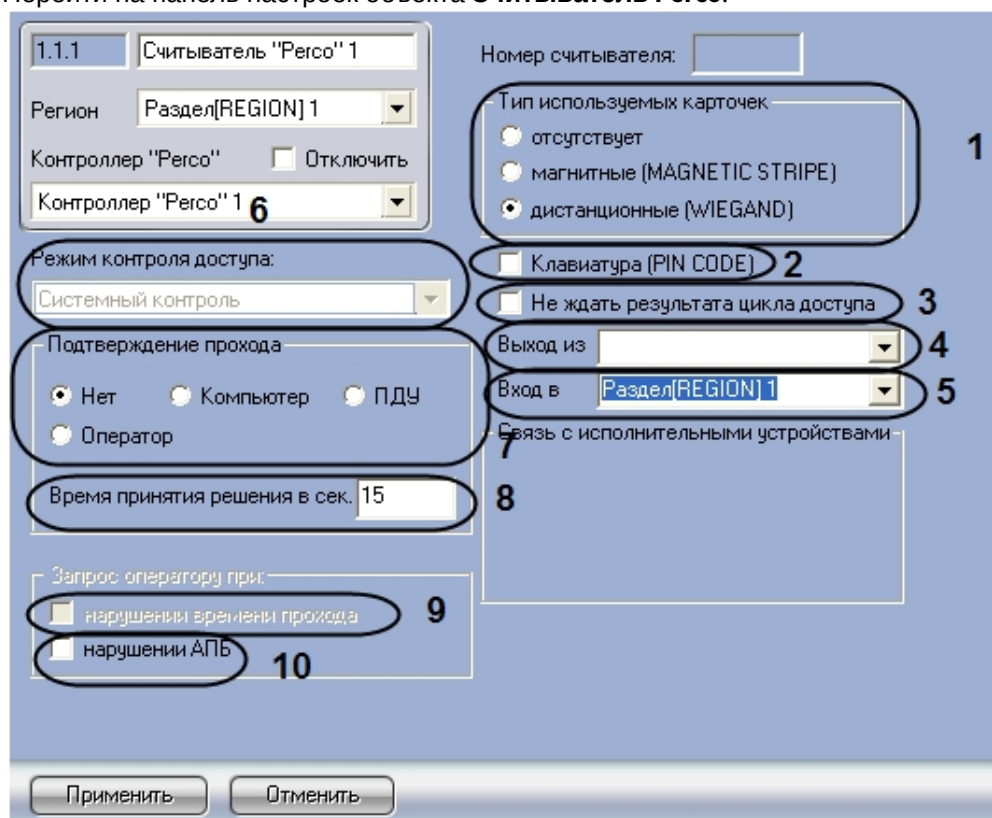 Перейти на панель настроек объекта Считыватель Perco.
1.1.1 Считыватель "Perco" 1
Регион Раздел[REGION] 1
Контроллер "Perco" Отключить
Контроллер "Perco" 1
6
Режим контроля доступа:
Системный контроль
Подтверждение прохода
Нет Компьютер ПДУ
Оператор
7
Время принятия решения в сек. 15
8
Запрос оператору при:
нарушении времени прохода
9
нарушении АПБ
10
Номер считывателя:
Тип используемых карточек
1
отсутствует
магнитные (MAGNETIC STRIPE)
дистанционные (WIEGAND)
Клавиатура (PIN CODE)
2
Не ждать результата цикла доступа
3
Выход из
4
Вход в Раздел[REGION] 1
5
Связь с исполнительными устройствами
Применить Отменить